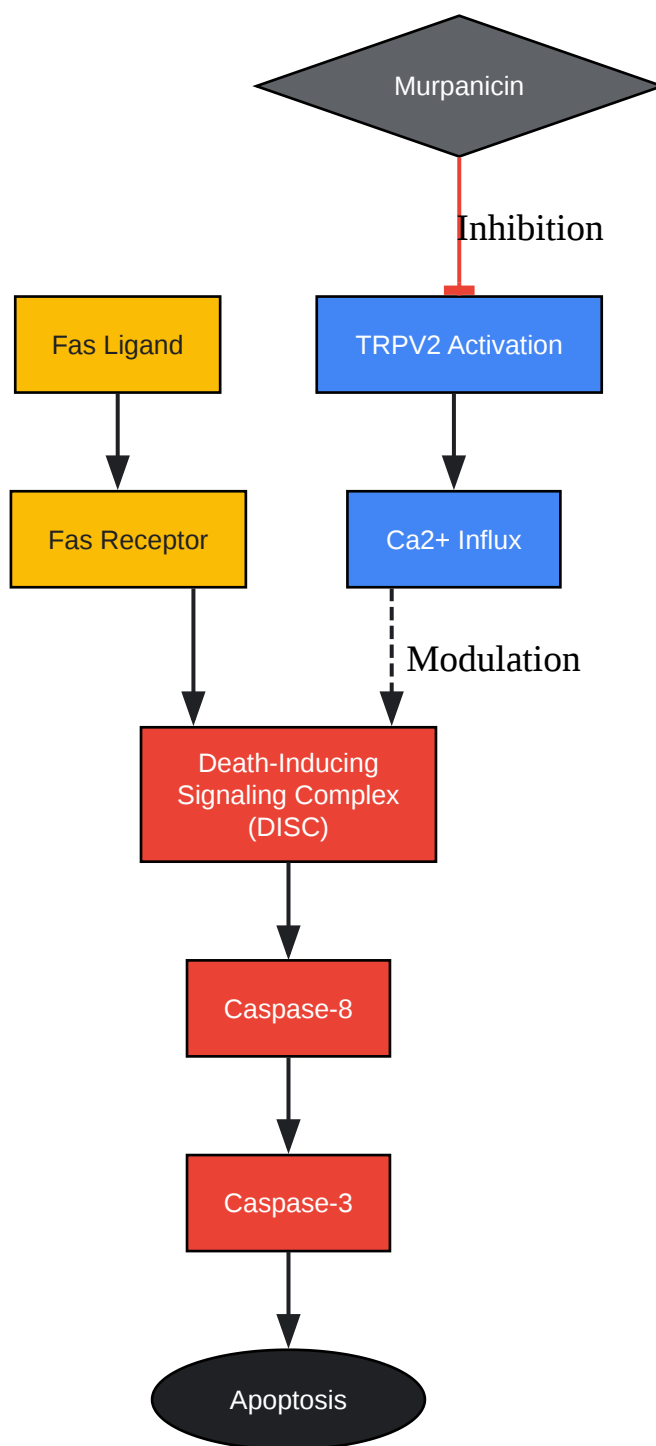 Murpanicin
Inhibition
Fas Ligand
TRPV2 Activation
Fas Receptor
Ca2+ Influx
Modulation
Death-Inducing
Signaling Complex
(DISC)
Caspase-8
Caspase-3
Apoptosis